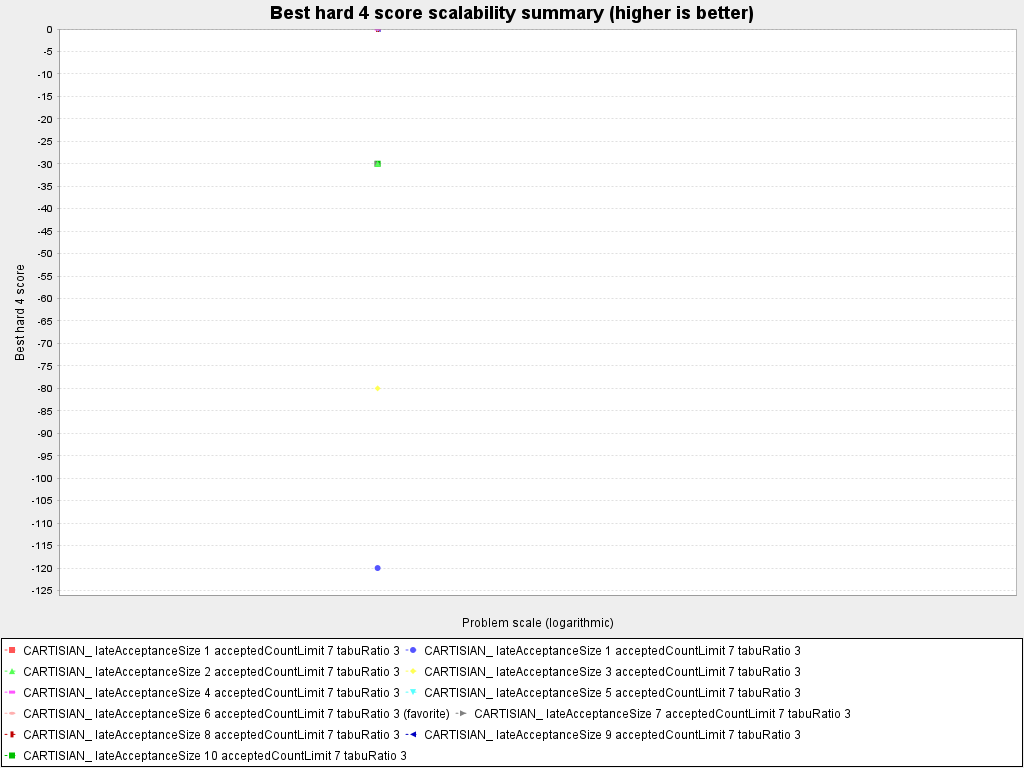 Best hard 4 score scalability summary (higher is better)
0
-5
-10
-15
-20
-25
-30
-35
-40
-45
-50
-55
-60
-65
-70
-75
-80
-85
-90
-95
-100
-105
-110
-115
-120
-125
Best hard 4 score
Problem scale (logarithmic)
CARTISIAN_ lateAcceptanceSize 1 acceptedCountLimit 7 tabuRatio 3 CARTISIAN_ lateAcceptanceSize 1 acceptedCountLimit 7 tabuRatio 3
CARTISIAN_ lateAcceptanceSize 2 acceptedCountLimit 7 tabuRatio 3 CARTISIAN_ lateAcceptanceSize 3 acceptedCountLimit 7 tabuRatio 3
CARTISIAN_ lateAcceptanceSize 4 acceptedCountLimit 7 tabuRatio 3 CARTISIAN_ lateAcceptanceSize 5 acceptedCountLimit 7 tabuRatio 3
CARTISIAN_ lateAcceptanceSize 6 acceptedCountLimit 7 tabuRatio 3 (favorite) CARTISIAN_ lateAcceptanceSize 7 acceptedCountLimit 7 tabuRatio 3
CARTISIAN_ lateAcceptanceSize 8 acceptedCountLimit 7 tabuRatio 3 CARTISIAN_ lateAcceptanceSize 9 acceptedCountLimit 7 tabuRatio 3
CARTISIAN_ lateAcceptanceSize 10 acceptedCountLimit 7 tabuRatio 3